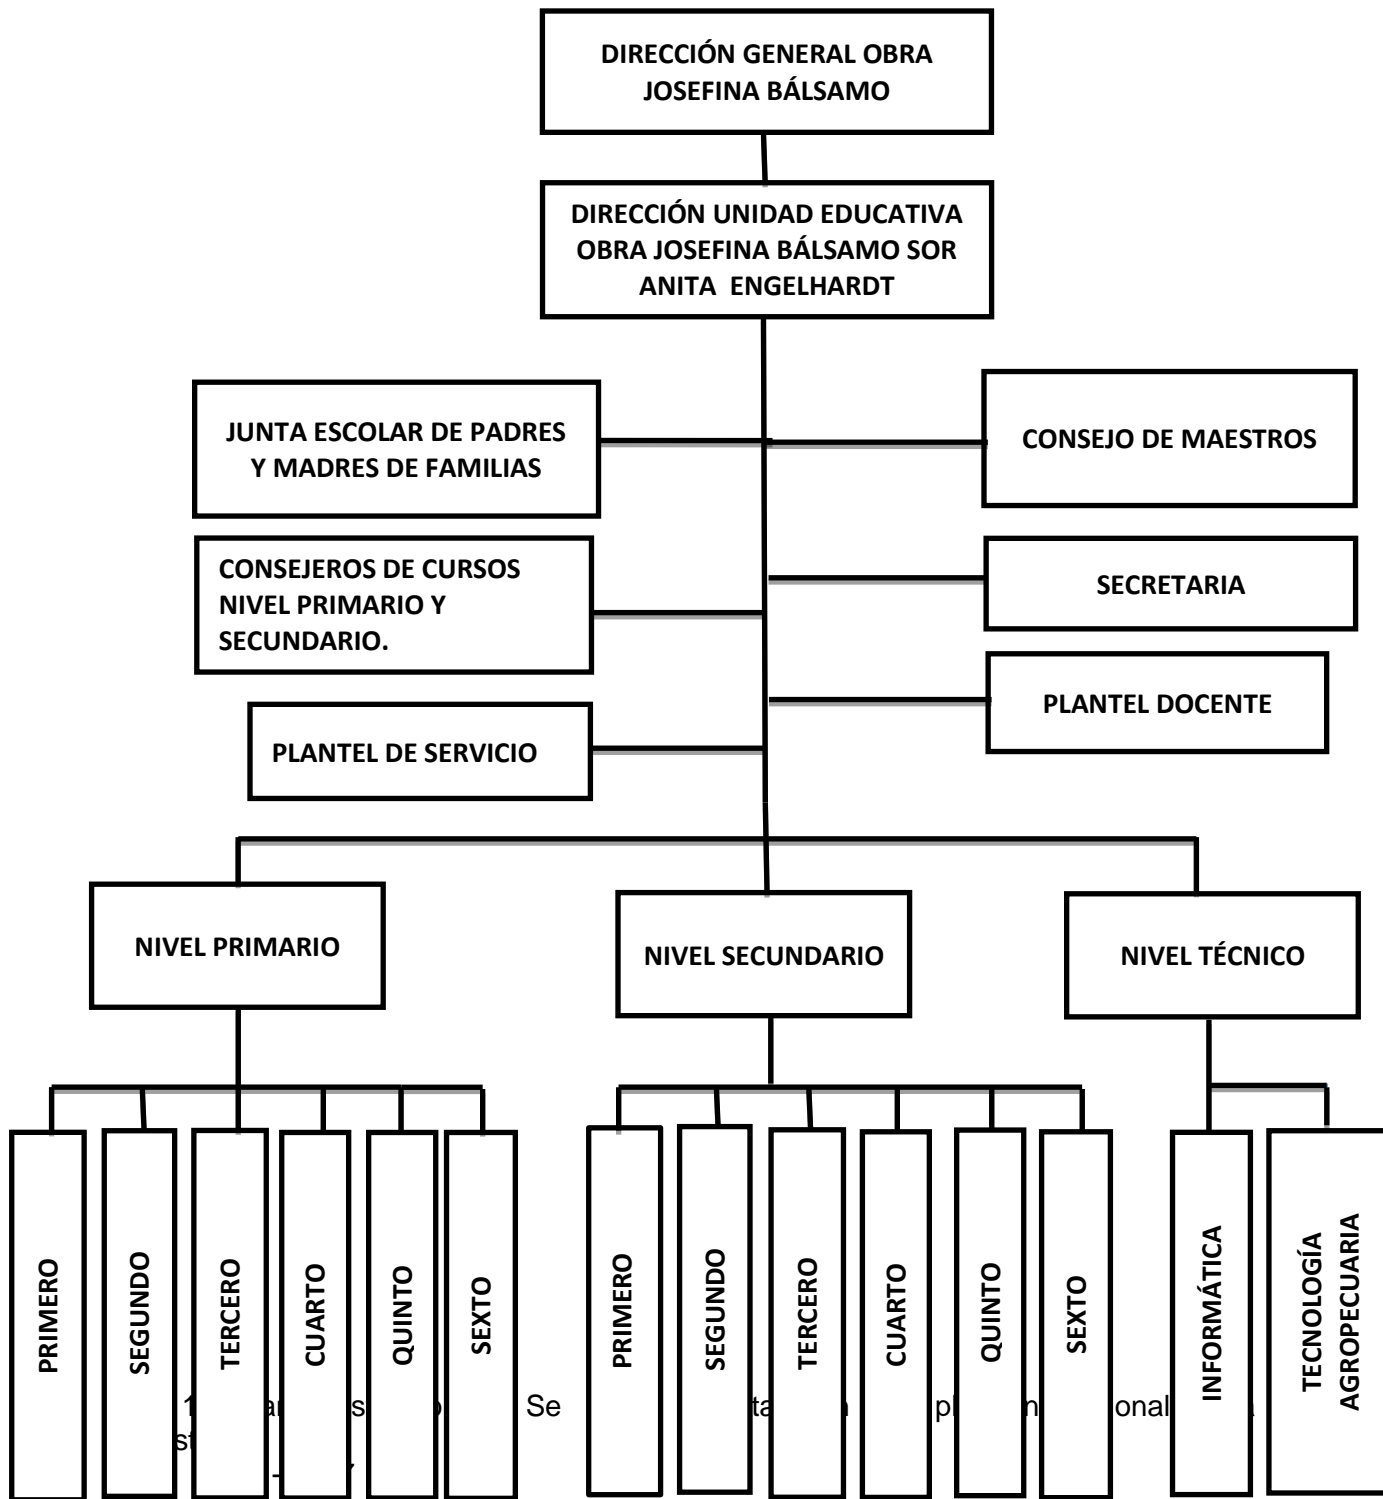 DIRECCIÓN GENERAL OBRA
JOSEFINA BÁLSAMO
DIRECCIÓN UNIDAD EDUCATIVA
OBRA JOSEFINA BÁLSAMO SOR
ANITA ENGELHARDT
JUNTA ESCOLAR DE PADRES
Y MADRES DE FAMILIAS
CONSEJO DE MAESTROS
CONSEJEROS DE CURSOS
NIVEL PRIMARIO Y
SECUNDARIO.
SECRETARIA
PLANTEL DOCENTE
PLANTEL DE SERVICIO
NIVEL PRIMARIO
NIVEL SECUNDARIO
NIVEL TÉCNICO
PRIMERO
SEGUNDO
TERCERO
CUARTO
QUINTO
SEXTO
PRIMERO
SEGUNDO
TERCERO
CUARTO
QUINTO
SEXTO
INFORMÁTICA
TECNOLOGÍA
AGROPECUARIA
Se